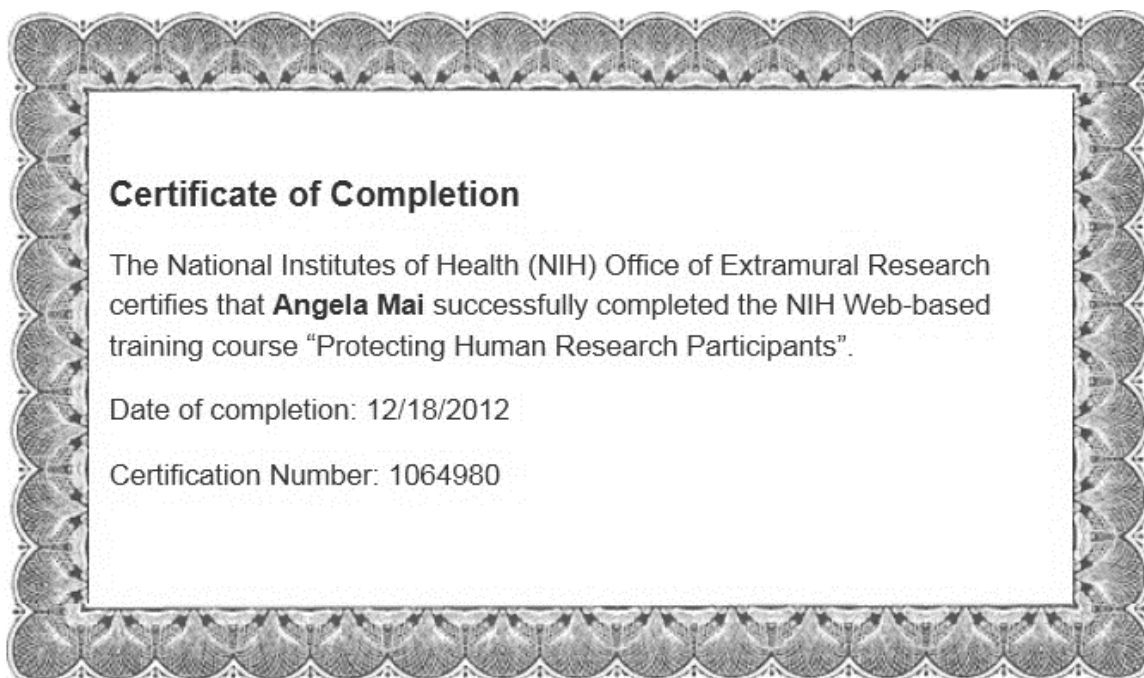 Certificate of Completion
The National Institutes of Health (NIH) Office of Extramural Research
certifies that Angela Mai successfully completed the NIH Web-based
training course “Protecting Human Research Participants”.
Date of completion: 12/18/2012
Certification Number: 1064980